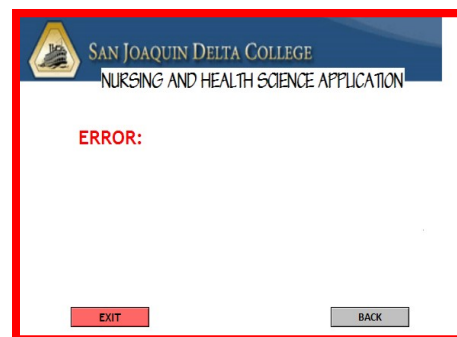 SAN JOAQUIN DELTA COLLEGE
NURSING AND HEALTH SCIENCE APPLICATION
ERROR:
EXIT
BACK